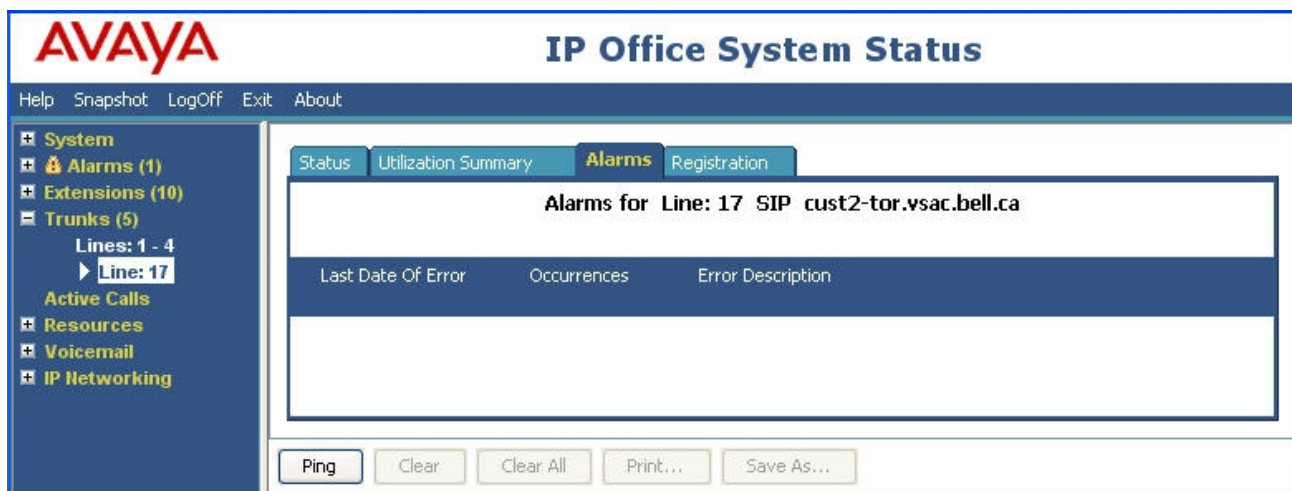 AVAYA
IP Office System Status
Help Snapshot LogOff Exit About
System
Alarms (1)
Extensions (10)
Trunks (5)
Lines: 1 - 4
Line: 17
Active Calls
Resources
Voicemail
IP Networking
Status Utilization Summary Alarms Registration
Alarms for Line: 17 SIP cust2-tor.vsac.bell.ca
Last Date Of Error Occurrences Error Description
Ping Clear Clear All Print... Save As...